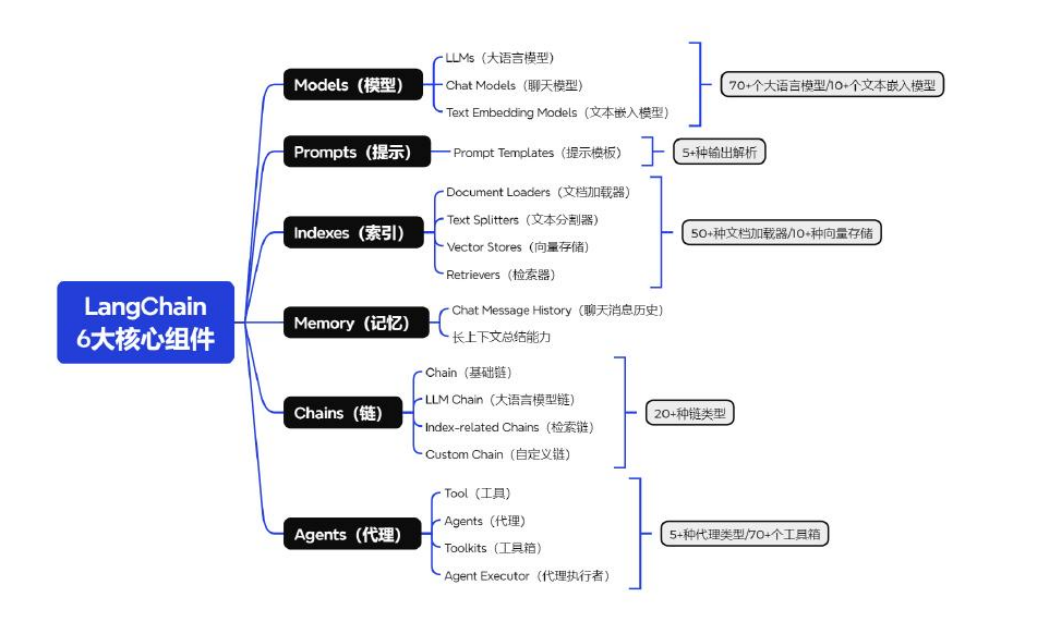 LangChain
6大核心组件
Models（模型）
LLMs（大语言模型）
Chat Models（聊天模型）
Text Embedding Models（文本嵌入模型）
70+个大语言模型/10+个文本嵌入模型
Prompts（提示）
Prompt Templates（提示模板）
5+种输出解析
Indexes（索引）
Document Loaders（文档加载器）
Text Splitters（文本分割器）
Vector Stores（向量存储）
Retrievers（检索器）
50+种文档加载器/10+种向量存储
Memory（记忆）
Chat Message History（聊天消息历史）
长上下文总结能力
Chains（链）
Chain（基础链）
LLM Chain（大语言模型链）
Index-related Chains（检索链）
Custom Chain（自定义链）
20+种链类型
Agents（代理）
Tool（工具）
Agents（代理）
Toolkits（工具箱）
Agent Executor（代理执行者）
5+种代理类型/70+个工具箱